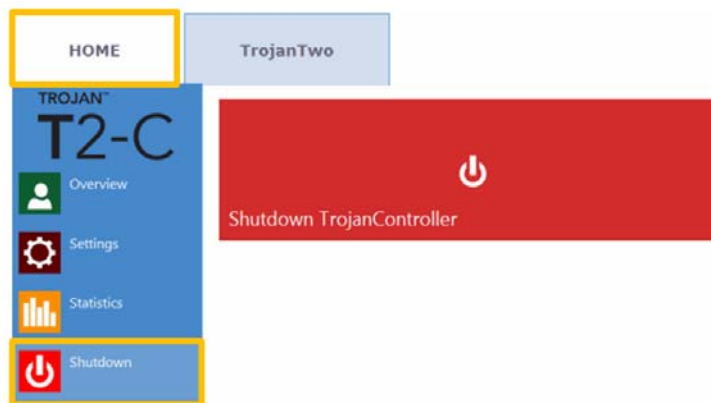 HOME
TrojanTwo
TROJAN™
T2-C
Overview
Settings
Statistics
Shutdown
Shutdown TrojanController